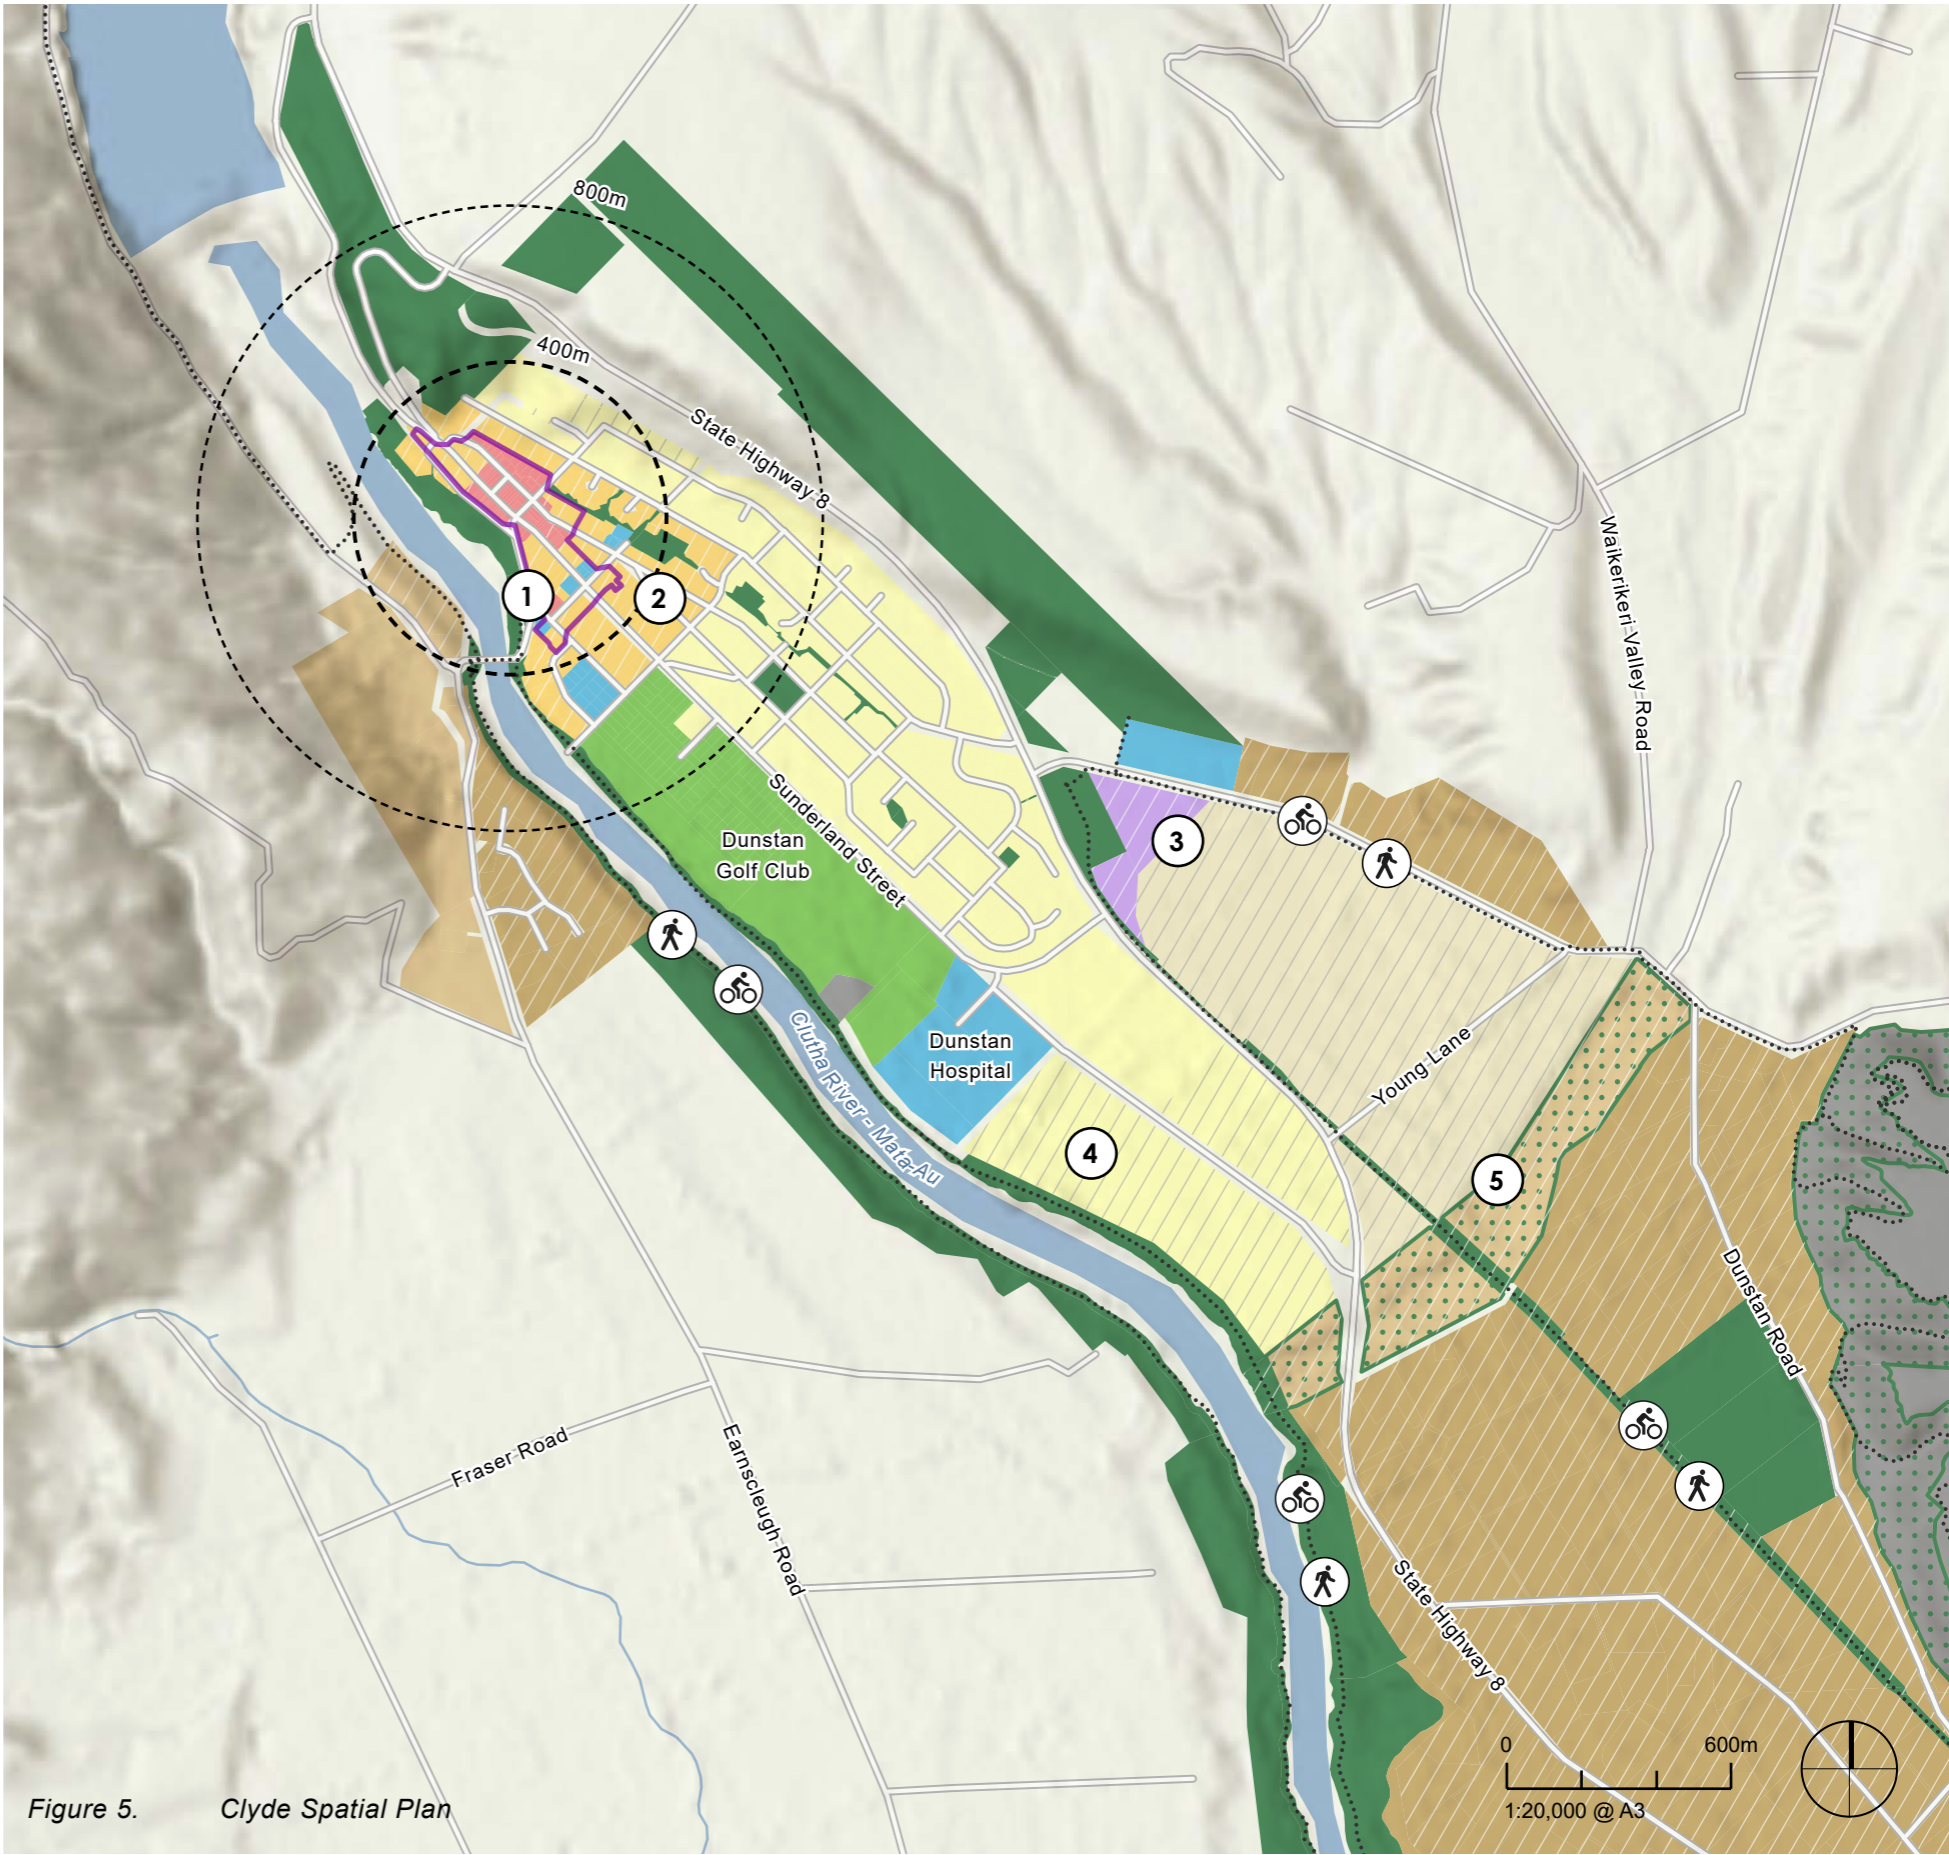 800m
400m
State Highway 8
Waikerikeri Valley Road
1
2
Sunderland Street
Dunstan
Golf Club
3
Dunstan
Hospital
Clutha River - Mata-Au
Young Lane
4
5
Dunstan Road
Fraser Road
Earnscleugh Road
State Highway 8
0 600m
1:20,000 @ A3
Figure 5. Clyde Spatial Plan